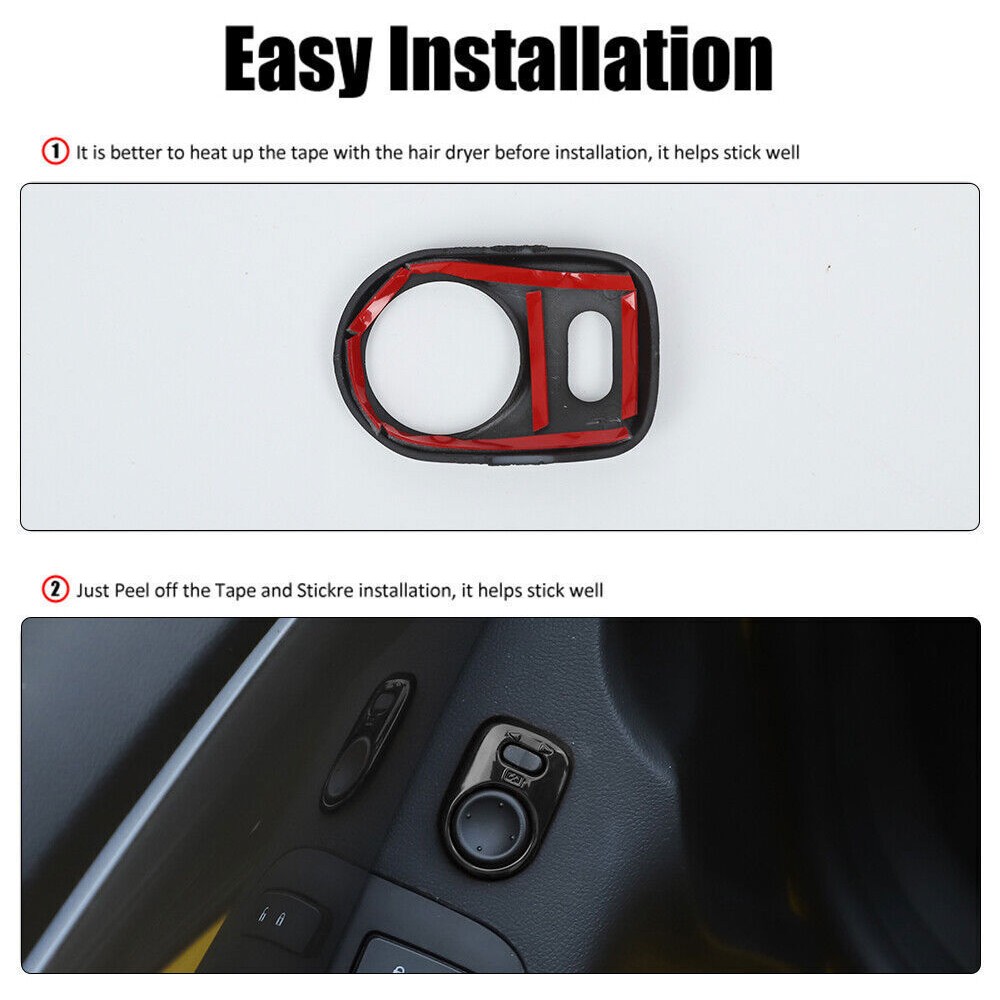 Easy Installation
1 It is better to heat up the tape with the hair dryer before installation, it helps stick well
2 Just Peel off the Tape and Stickre installation, it helps stick well